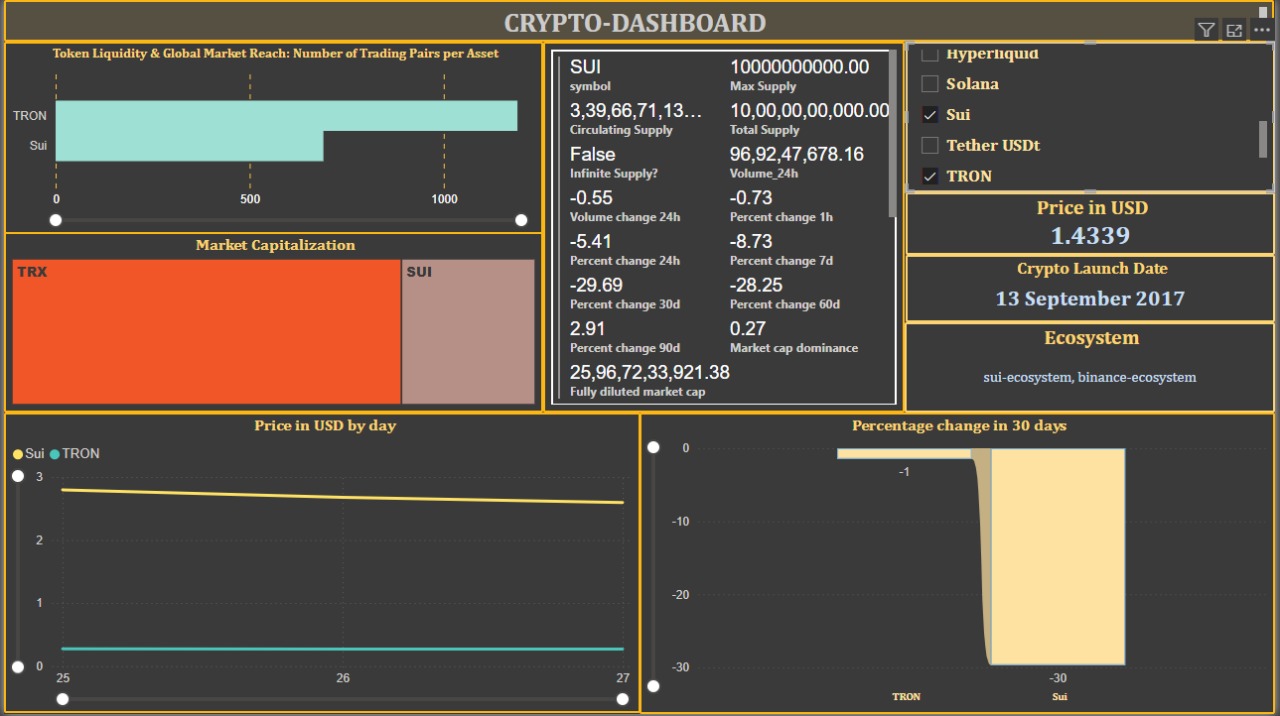 CRYPTO-DASHBOARD
Token Liquidity & Global Market Reach: Number of Trading Pairs per Asset
TRON
Sui
0 500 1000
Market Capitalization
TRX SUI
SUI 10000000000.00
symbol Max Supply
3,39,66,71,13... 10,00,00,00,000.00
Circulating Supply Total Supply
False 96,92,47,678.16
Infinite Supply? Volume_24h
-0.55 -0.73
Volume change 24h Percent change 1h
-5.41 -8.73
Percent change 24h Percent change 7d
-29.69 -28.25
Percent change 30d Percent change 60d
2.91 0.27
Percent change 90d Market cap dominance
25,96,72,33,921.38
Fully diluted market cap
Hyperliquid
Solana
Sui
Tether USDt
TRON
Price in USD
1.4339
Crypto Launch Date
13 September 2017
Ecosystem
sui-ecosystem, binance-ecosystem
Price in USD by day
Sui TRON
3
2
1
0
25 26 27
Percentage change in 30 days
0
-1
-10
-20
-30
-30
TRON Sui